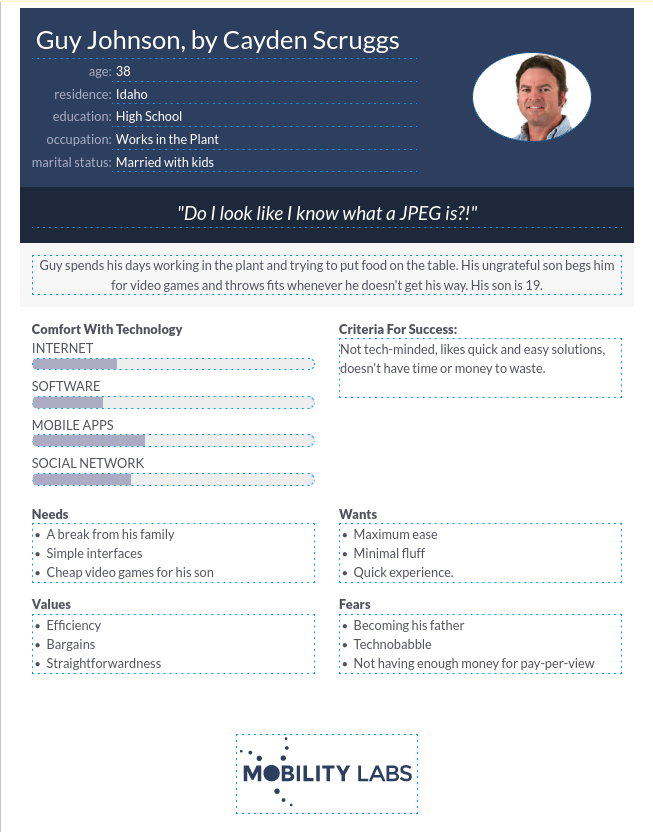 Guy Johnson, by Cayden Scruggs
age: 38
residence: Idaho
education: High School
occupation: Works in the Plant
marital status: Married with kids
"Do I look like I know what a JPEG is?!"
Guy spends his days working in the plant and trying to put food on the table. His ungrateful son begs him
for video games and throws fits whenever he doesn't get his way. His son is 19.
Comfort With Technology
INTERNET
SOFTWARE
MOBILE APPS
SOCIAL NETWORK
Criteria For Success:
Not tech-minded, likes quick and easy solutions,
doesn't have time or money to waste.
Needs
• A break from his family
• Simple interfaces
• Cheap video games for his son
Wants
• Maximum ease
• Minimal fluff
• Quick experience.
Values
• Efficiency
• Bargains
• Straightforwardness
Fears
• Becoming his father
• Technobabble
• Not having enough money for pay-per-view
MOBILITY LABS